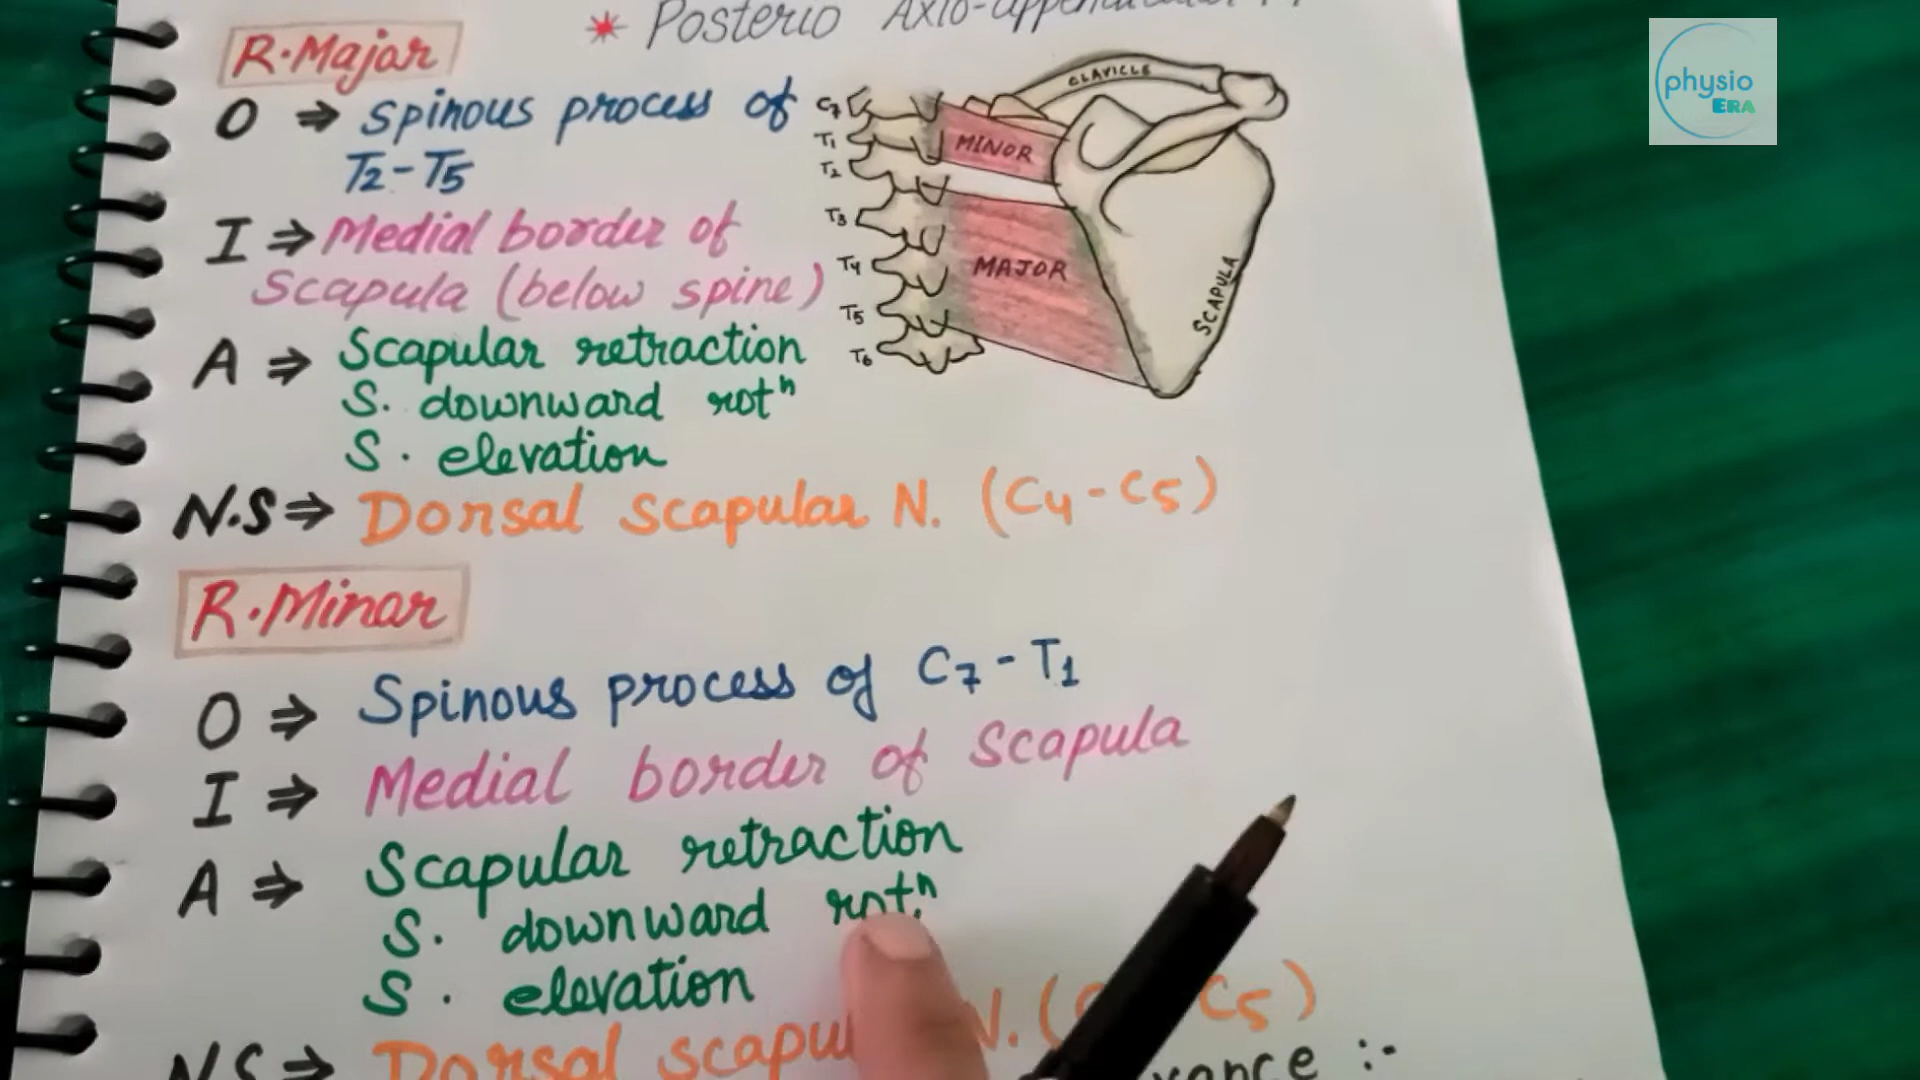 * Posterio Axio-appen
R. Major
O ⇒ Spinous process of
T2 - T5
I ⇒ Medial border of
Scapula (below spine)
A ⇒ Scapular retraction
S. downward rotⁿ
S. elevation
N.S ⇒ Dorsal scapular N. (C4 - C5)
CLAVICLE
C7
T1
T2
T3
T4
T5
T6
MINOR
MAJOR
SCAPULA
R. Minor
O ⇒ Spinous process of C7 - T1
I ⇒ Medial border of Scapula
A ⇒ Scapular retraction
S. downward rotⁿ
S. elevation
N.S ⇒ Dorsal scapu N. ( C5)
vance :-
physio
ERA